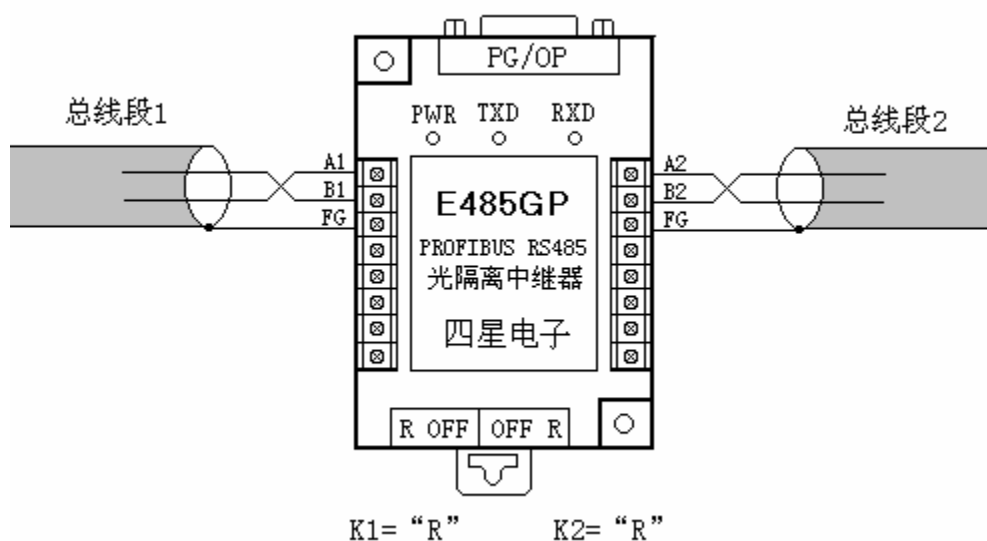 PG/OP
总线段1
PWR TXD RXD
总线段2
A1
B1
FG
E485GP
PROFIBUS RS485
光隔离中继器
四星电子
A2
B2
FG
R OFF OFF R
K1=“R” K2=“R”